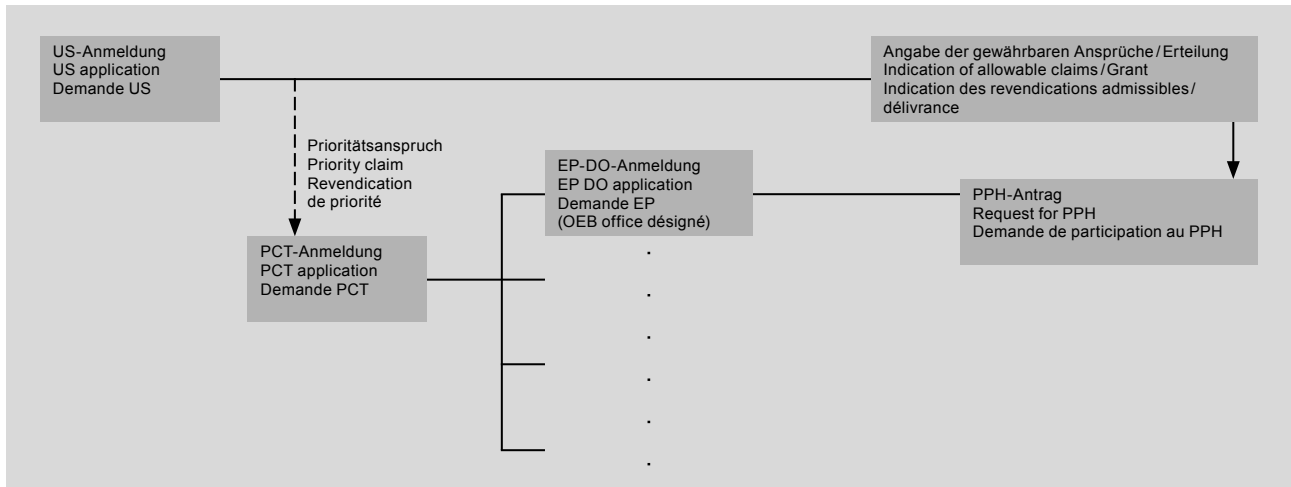 US-Anmeldung
US application
Demande US
Angabe der gewährbaren Ansprüche/Erteilung
Indication of allowable claims/Grant
Indication des revendications admissibles/
délivrance
Prioritätsanspruch
Priority claim
Revendication
de priorité
EP-DO-Anmeldung
EP DO application
Demande EP
(OEB office désigné)
PPH-Antrag
Request for PPH
Demande de participation au PPH
PCT-Anmeldung
PCT application
Demande PCT